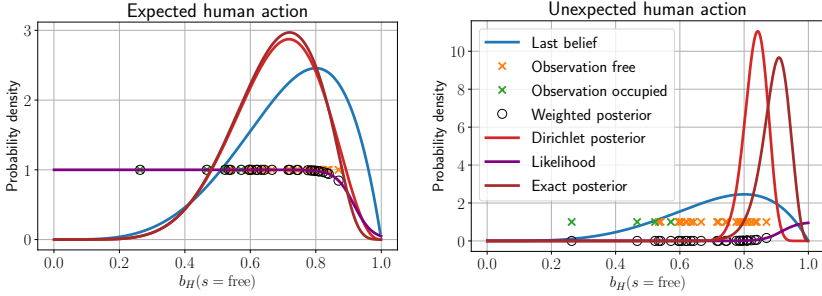 Expected human action
Probability density
3
2
1
0
0.0 0.2 0.4 0.6 0.8 1.0
b_H(s = free)
Unexpected human action
Probability density
10
8
6
4
2
0
Last belief
Observation free
Observation occupied
Weighted posterior
Dirichlet posterior
Likelihood
Exact posterior
0.0 0.2 0.4 0.6 0.8 1.0
b_H(s = free)